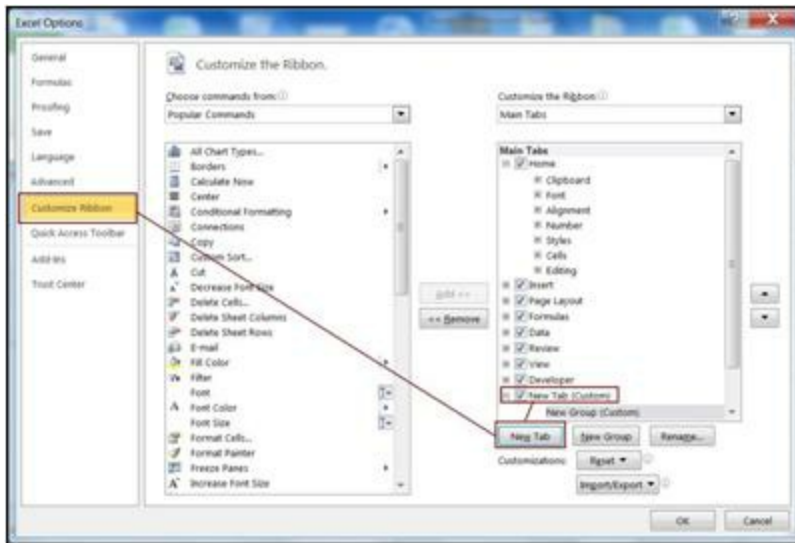 Excel Options
General
Formulas
Proofing
Save
Language
Advanced
Customize Ribbon
Quick Access Toolbar
Add-Ins
Trust Center
Customize the Ribbon.
Choose commands from:
Popular Commands
All Chart Types...
Borders
Calculate Now
Center
Conditional Formatting
Connections
Copy
Custom Sort...
Cut
Decrease Font Size
Delete Cells...
Delete Sheet Columns
Delete Sheet Rows
E-mail
Fill Color
Filter
Font
Font Color
Font Size
Format Cells...
Format Painter
Freeze Panes
Increase Font Size
Add >>
<< Remove
Customize the Ribbon:
Main Tabs
Main Tabs
Home
Clipboard
Font
Alignment
Number
Styles
Cells
Editing
Insert
Page Layout
Formulas
Data
Review
View
Developer
New Tab (Custom)
New Group (Custom)
New Tab
New Group
Rename...
Customizations:
Reset
Import/Export
OK
Cancel